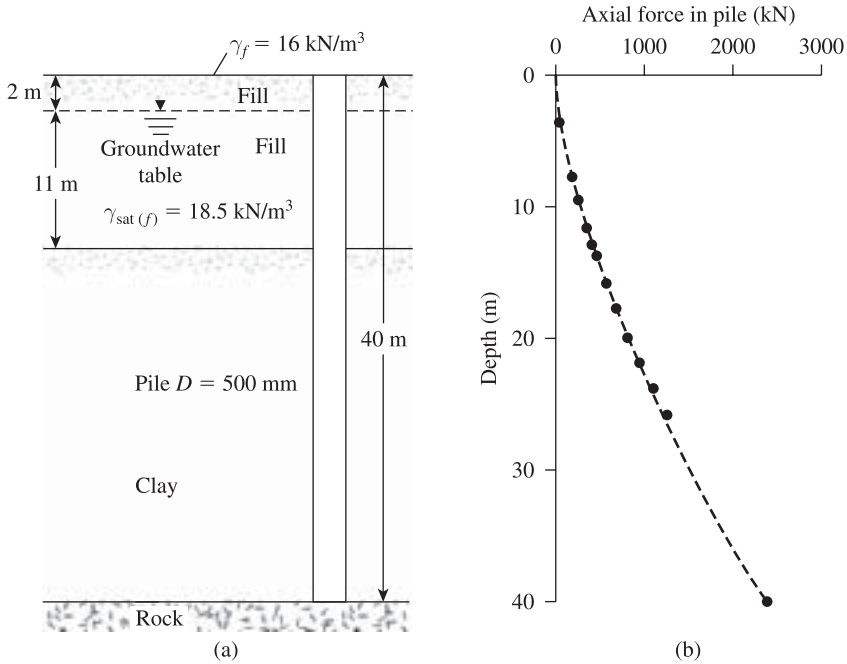 γf = 16 kN/m³
2 m
Fill
Groundwater
table
Fill
11 m
γsat (f) = 18.5 kN/m³
40 m
Pile D = 500 mm
Clay
Rock
(a)
Axial force in pile (kN)
0 1000 2000 3000
0
10
20
30
40
Depth (m)
(b)